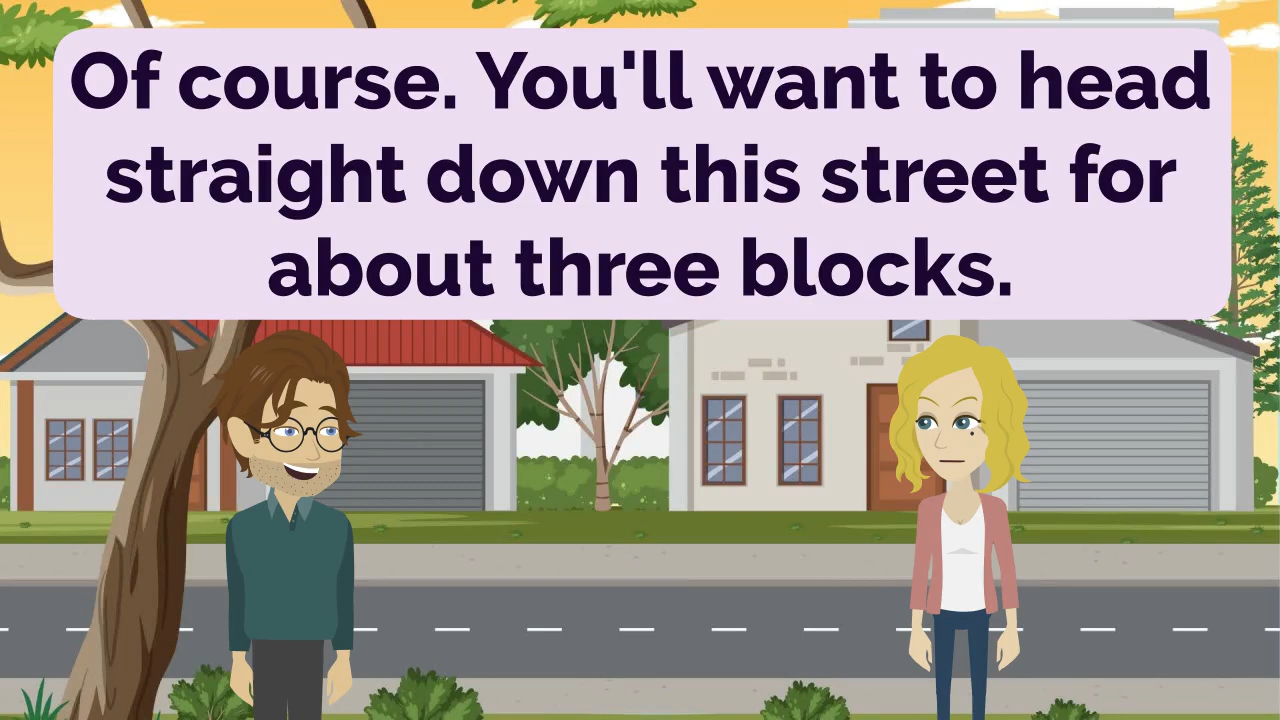 Of course. You'll want to head
straight down this street for
about three blocks.